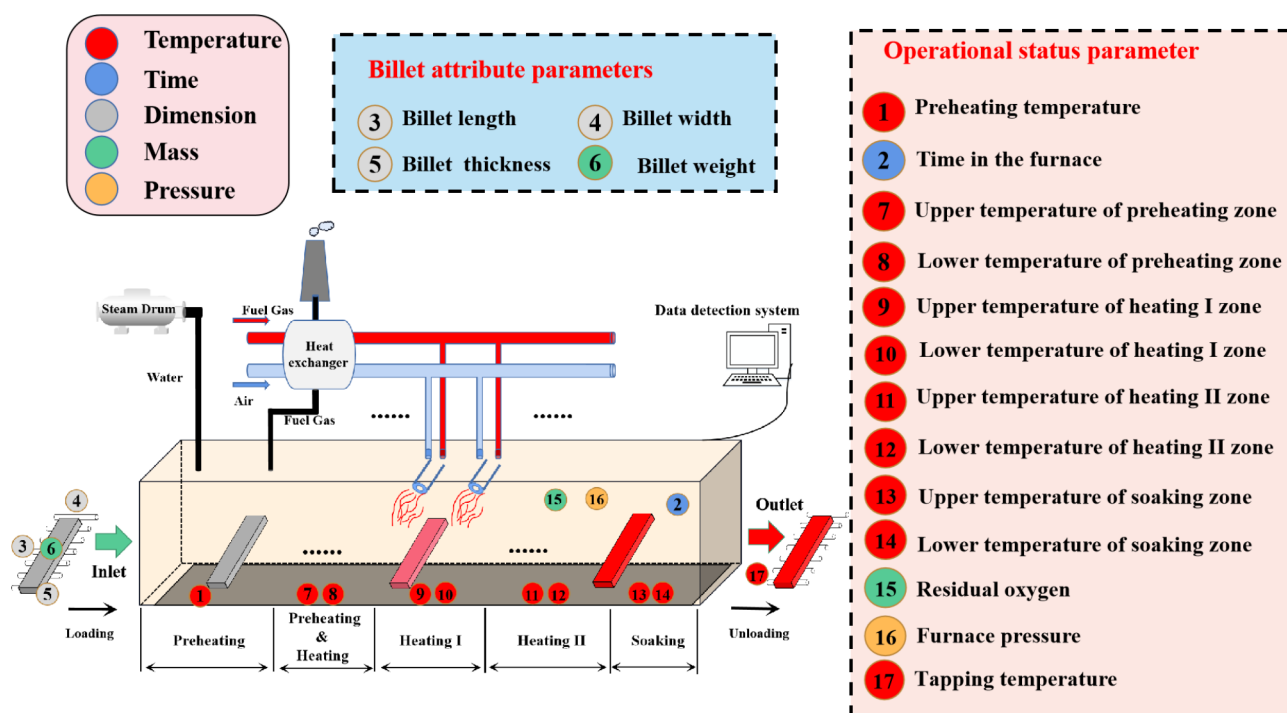 Temperature
Time
Dimension
Mass
Pressure
Billet attribute parameters
3 Billet length
4 Billet width
5 Billet thickness
6 Billet weight
Operational status parameter
1 Preheating temperature
2 Time in the furnace
7 Upper temperature of preheating zone
8 Lower temperature of preheating zone
9 Upper temperature of heating I zone
10 Lower temperature of heating I zone
11 Upper temperature of heating II zone
12 Lower temperature of heating II zone
13 Upper temperature of soaking zone
14 Lower temperature of soaking zone
15 Residual oxygen
16 Furnace pressure
17 Tapping temperature
Steam Drum
Water
Fuel Gas
Heat
exchanger
Air
Fuel Gas
......
......
Data detection system
4
3
6
5
Inlet
Loading
15
16
2
......
......
1
7
8
9
10
11
12
13
14
Outlet
17
Unloading
Preheating
Preheating
&
Heating
Heating I
Heating II
Soaking